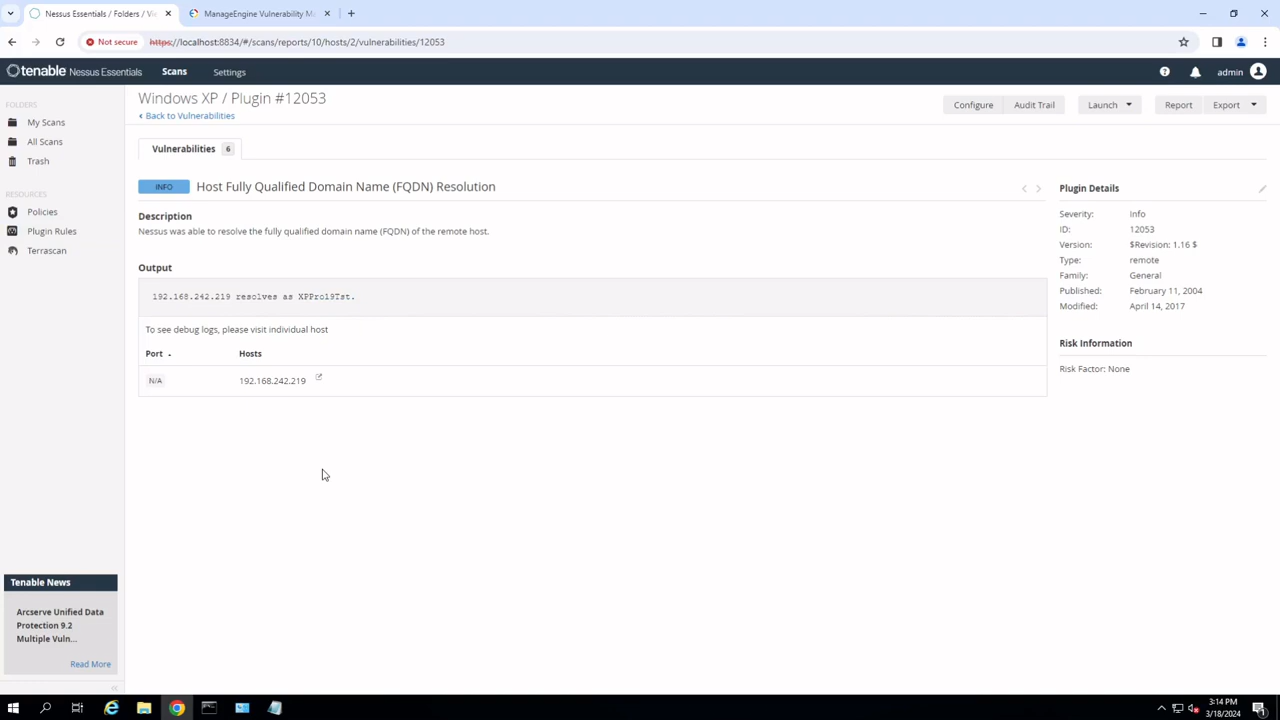 Nessus Essentials / Folders / Vie
ManageEngine Vulnerability Ma
Not secure
https://localhost:8834/#/scans/reports/10/hosts/2/vulnerabilities/12053
tenable Nessus Essentials
Scans
Settings
admin
FOLDERS
My Scans
All Scans
Trash
RESOURCES
Policies
Plugin Rules
Terrascan
Windows XP / Plugin #12053
‹ Back to Vulnerabilities
Configure
Audit Trail
Launch
Report
Export
Vulnerabilities 6
INFO Host Fully Qualified Domain Name (FQDN) Resolution
Description
Nessus was able to resolve the fully qualified domain name (FQDN) of the remote host.
Output
192.168.242.219 resolves as XPPro19Tst.
To see debug logs, please visit individual host
Port Hosts
N/A 192.168.242.219
Plugin Details
Severity: Info
ID: 12053
Version: $Revision: 1.16 $
Type: remote
Family: General
Published: February 11, 2004
Modified: April 14, 2017
Risk Information
Risk Factor: None
Tenable News
Arcserve Unified Data
Protection 9.2
Multiple Vuln...
Read More
3:14 PM
3/18/2024
1